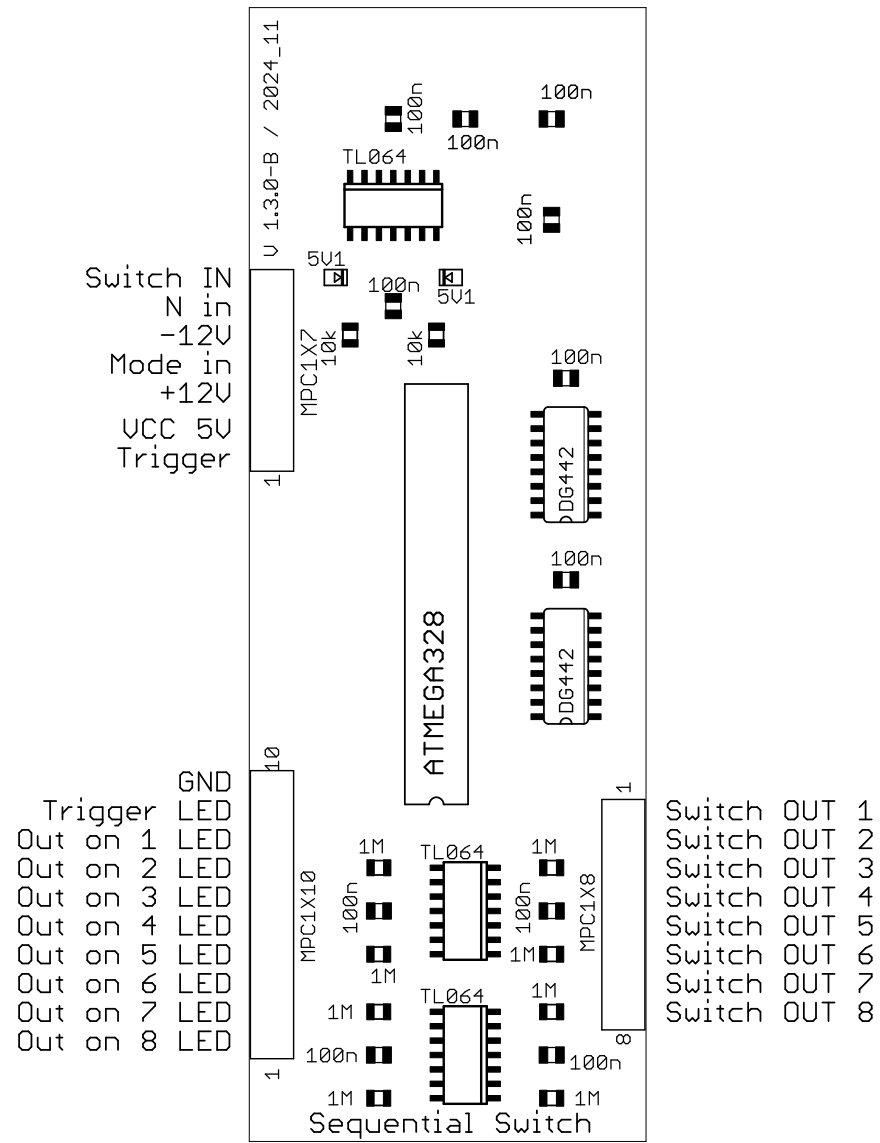 V 1.3.0-B / 2024_11
100n
100n
100n
TL064
100n
5V1
100n
5V1
10k
10k
Switch IN
N in
-12V
Mode in
+12V
VCC 5V
Trigger
MPC1X7
1
100n
DG442
100n
DG442
ATMEGA328
10
GND
Trigger LED
Out on 1 LED
Out on 2 LED
Out on 3 LED
Out on 4 LED
Out on 5 LED
Out on 6 LED
Out on 7 LED
Out on 8 LED
MPC1X10
1
1M
TL064
1M
100n
100n
1M
1M
TL064
1M
1M
100n
100n
1M
1M
1
Switch OUT 1
Switch OUT 2
Switch OUT 3
Switch OUT 4
Switch OUT 5
Switch OUT 6
Switch OUT 7
Switch OUT 8
MPC1X8
8
Sequential Switch